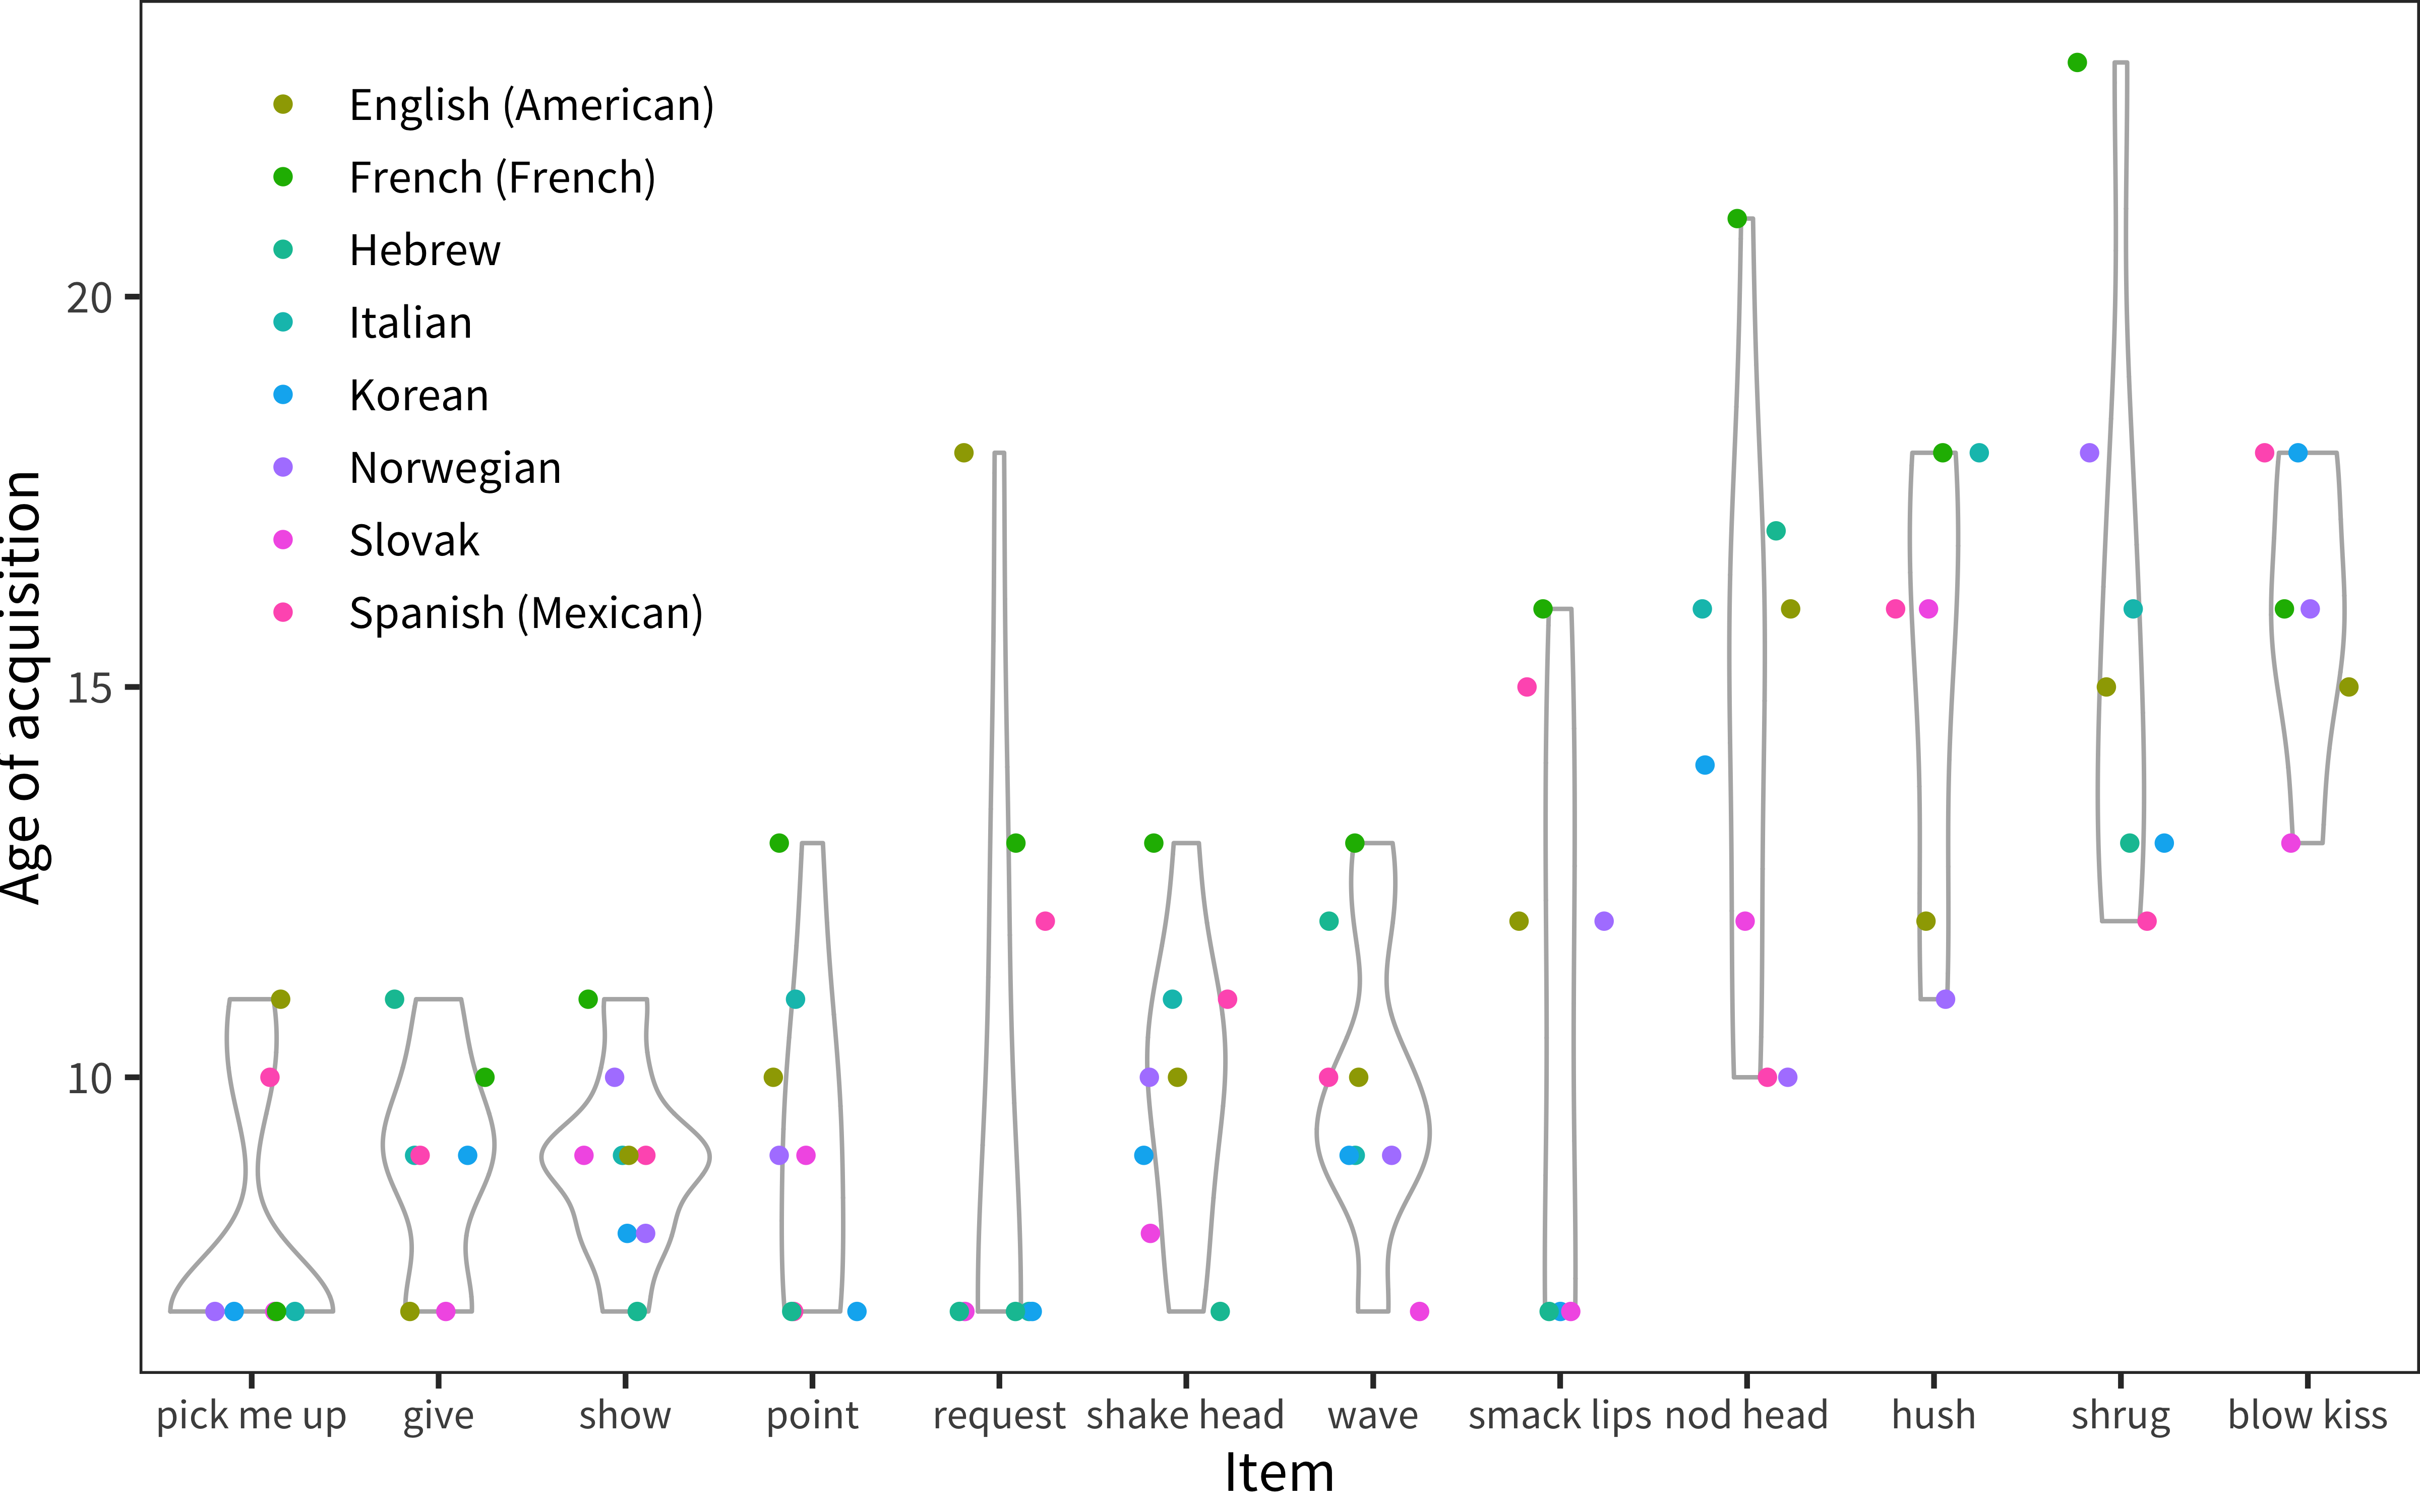 English (American)
French (French)
Hebrew
Italian
Korean
Norwegian
Slovak
Spanish (Mexican)
Age of acquisition
20
15
10
pick me up give show point request shake head wave smack lips nod head hush shrug blow kiss
Item